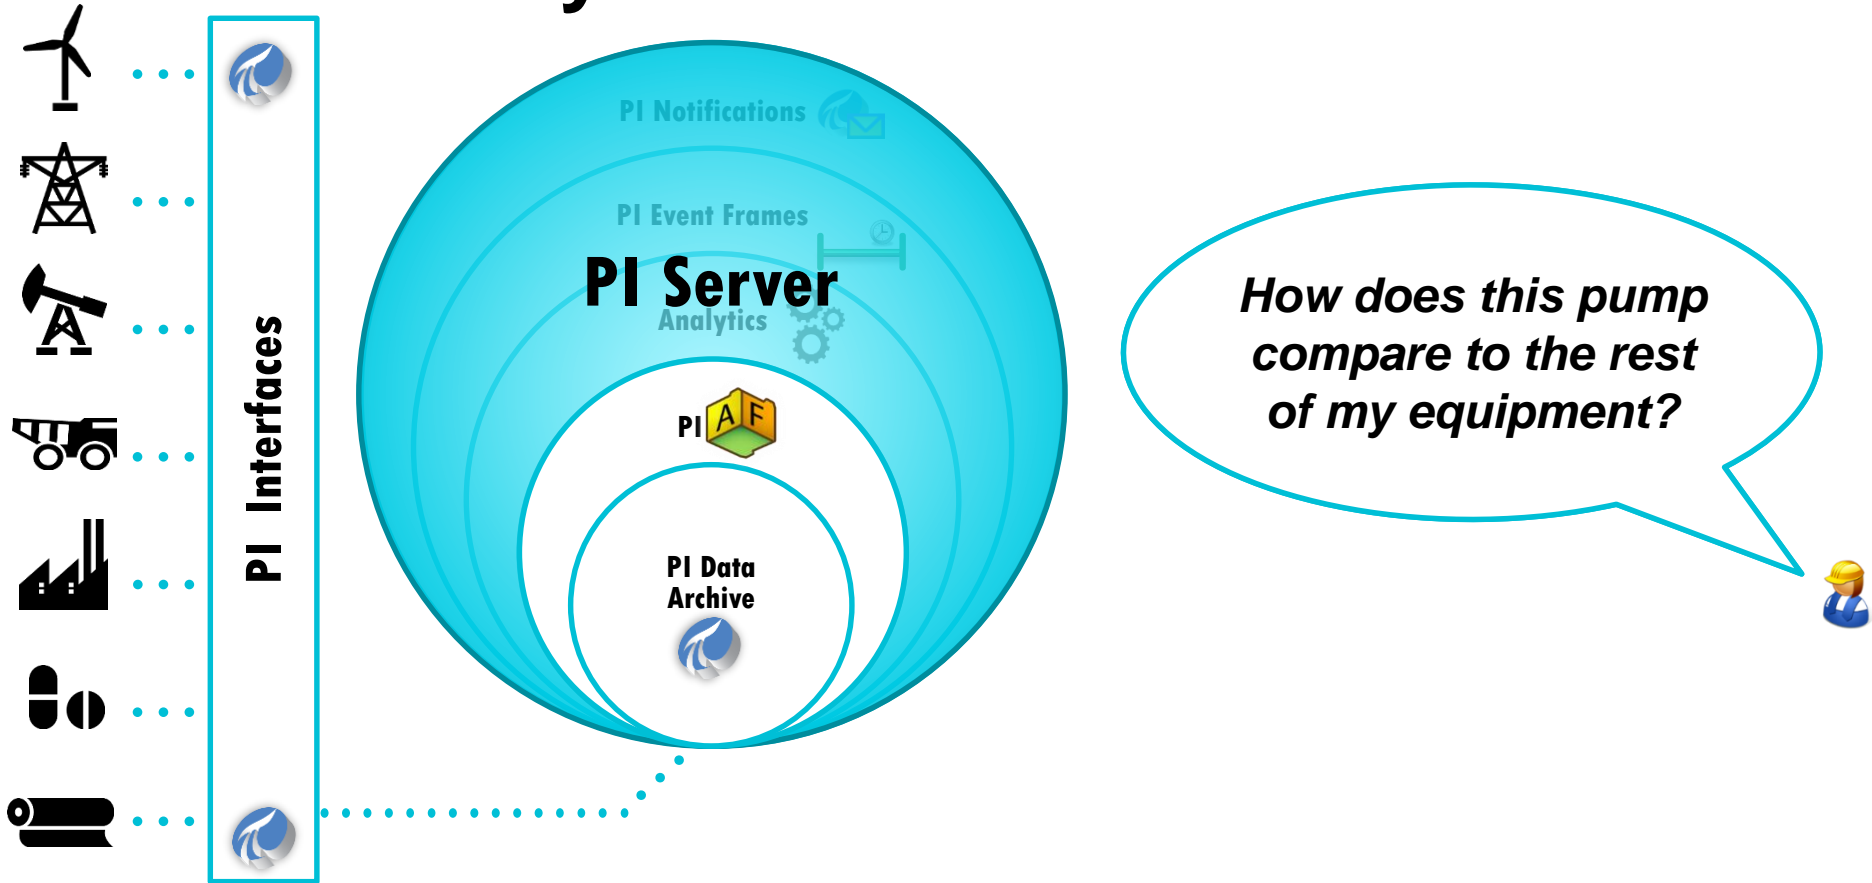 PI Interfaces
PI Notifications
PI Event Frames
PI Server
Analytics
PI AF
PI Data
Archive
How does this pump
compare to the rest
of my equipment?